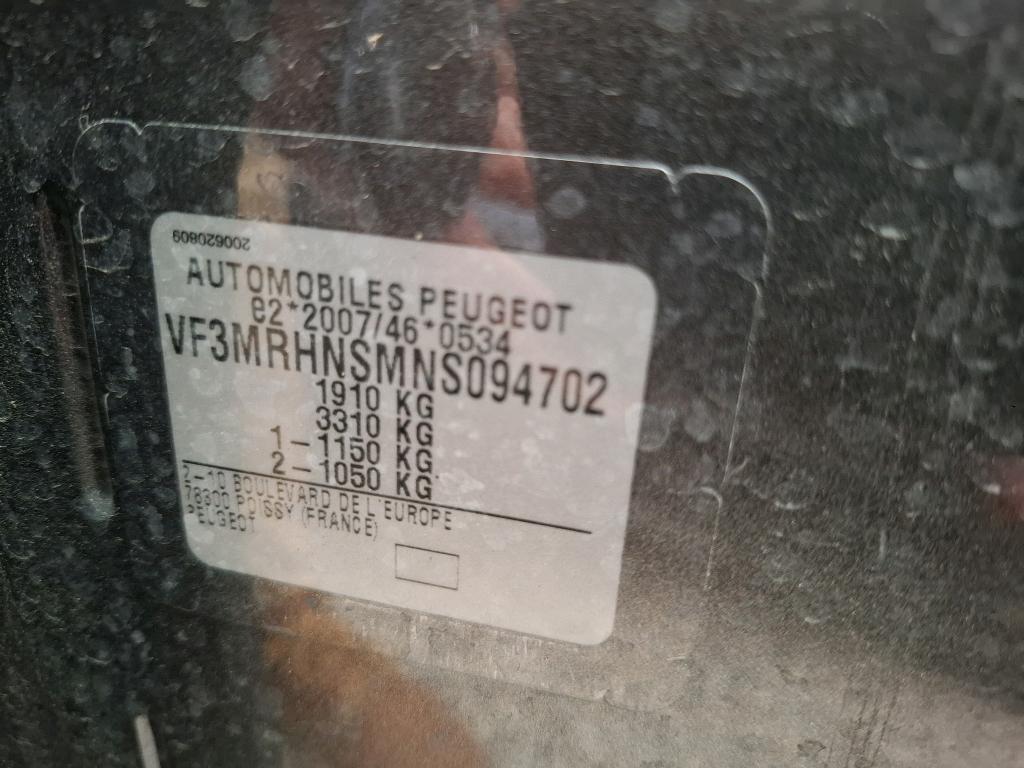 200620809
AUTOMOBILES PEUGEOT
e2*2007/46*0534
VF3MRHNSMNS094702
1910 KG
3310 KG
1-1150 KG
2-1050 KG
2-10 BOULEVARD DE L'EUROPE
78300 POISSY (FRANCE)
PEUGEOT